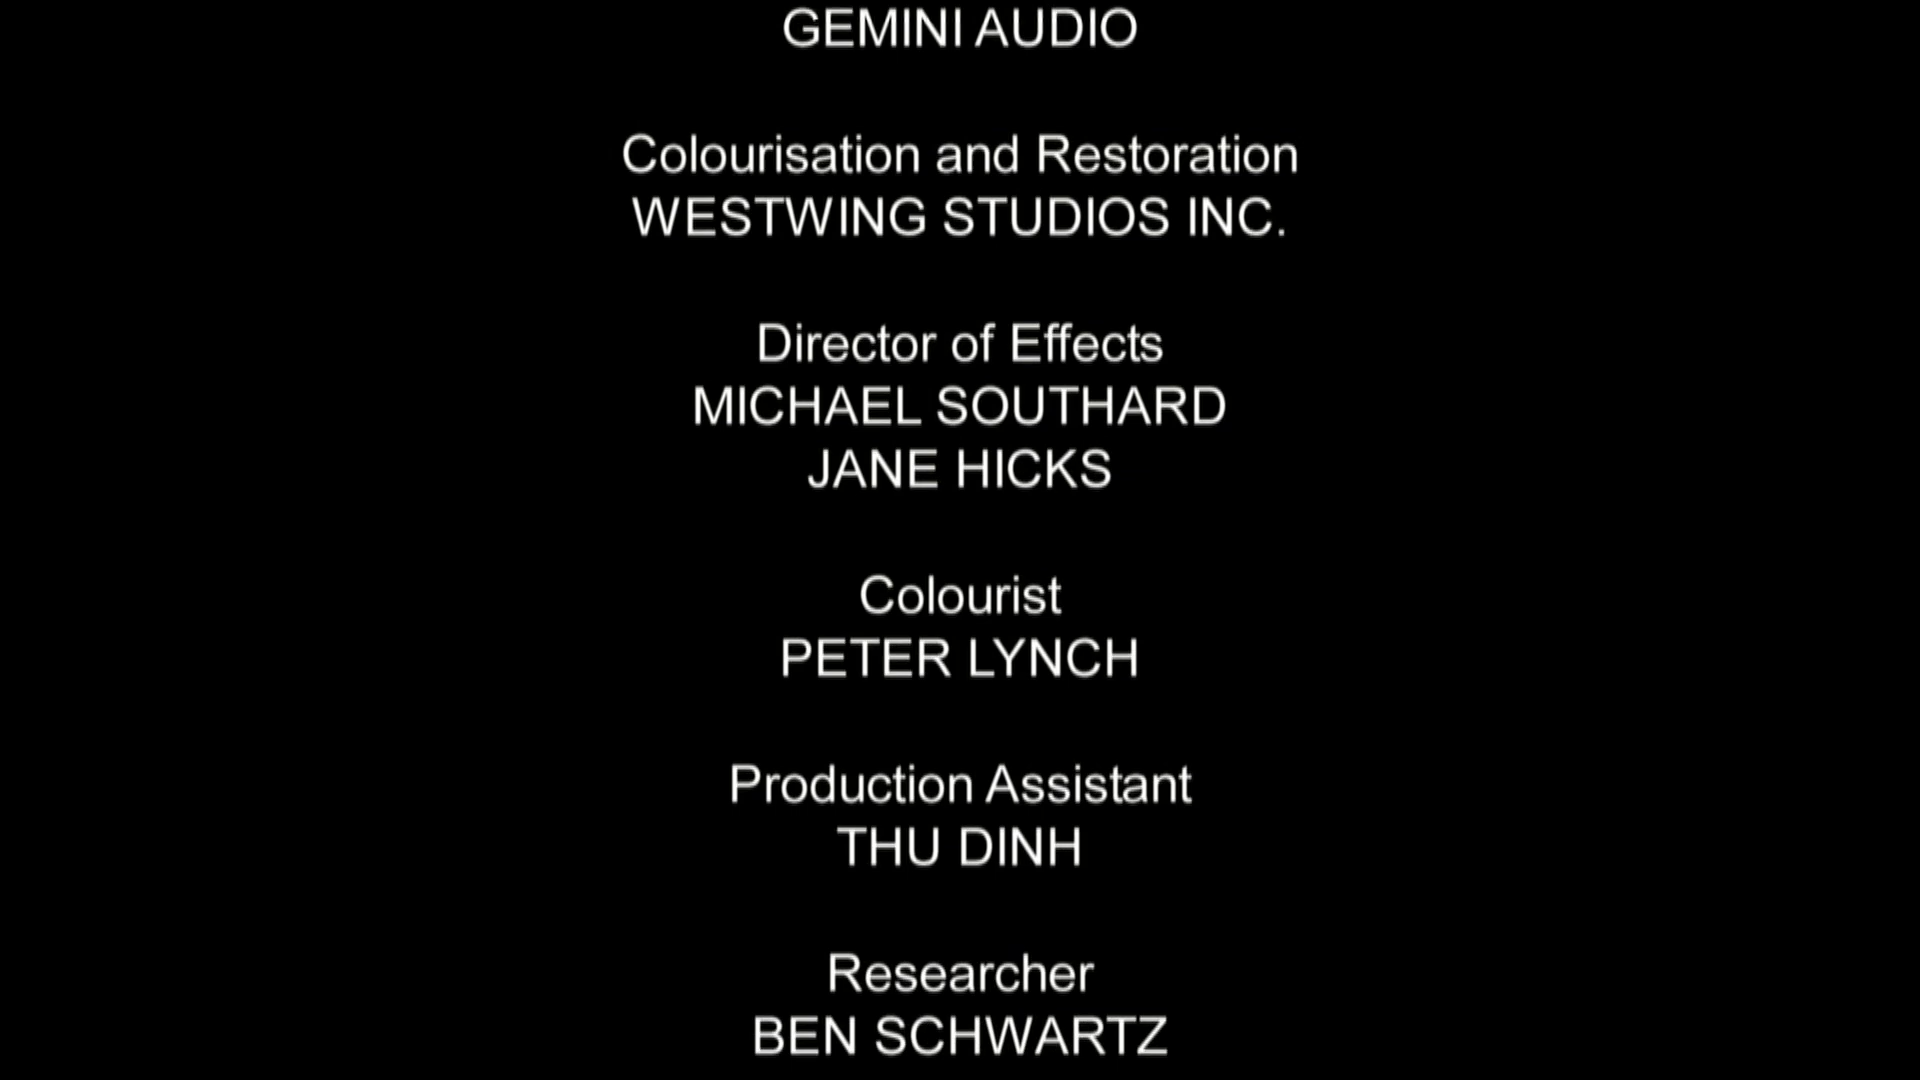 GEMINI AUDIO
Colourisation and Restoration
WESTWING STUDIOS INC.
Director of Effects
MICHAEL SOUTHARD
JANE HICKS
Colourist
PETER LYNCH
Production Assistant
THU DINH
Researcher
BEN SCHWARTZ